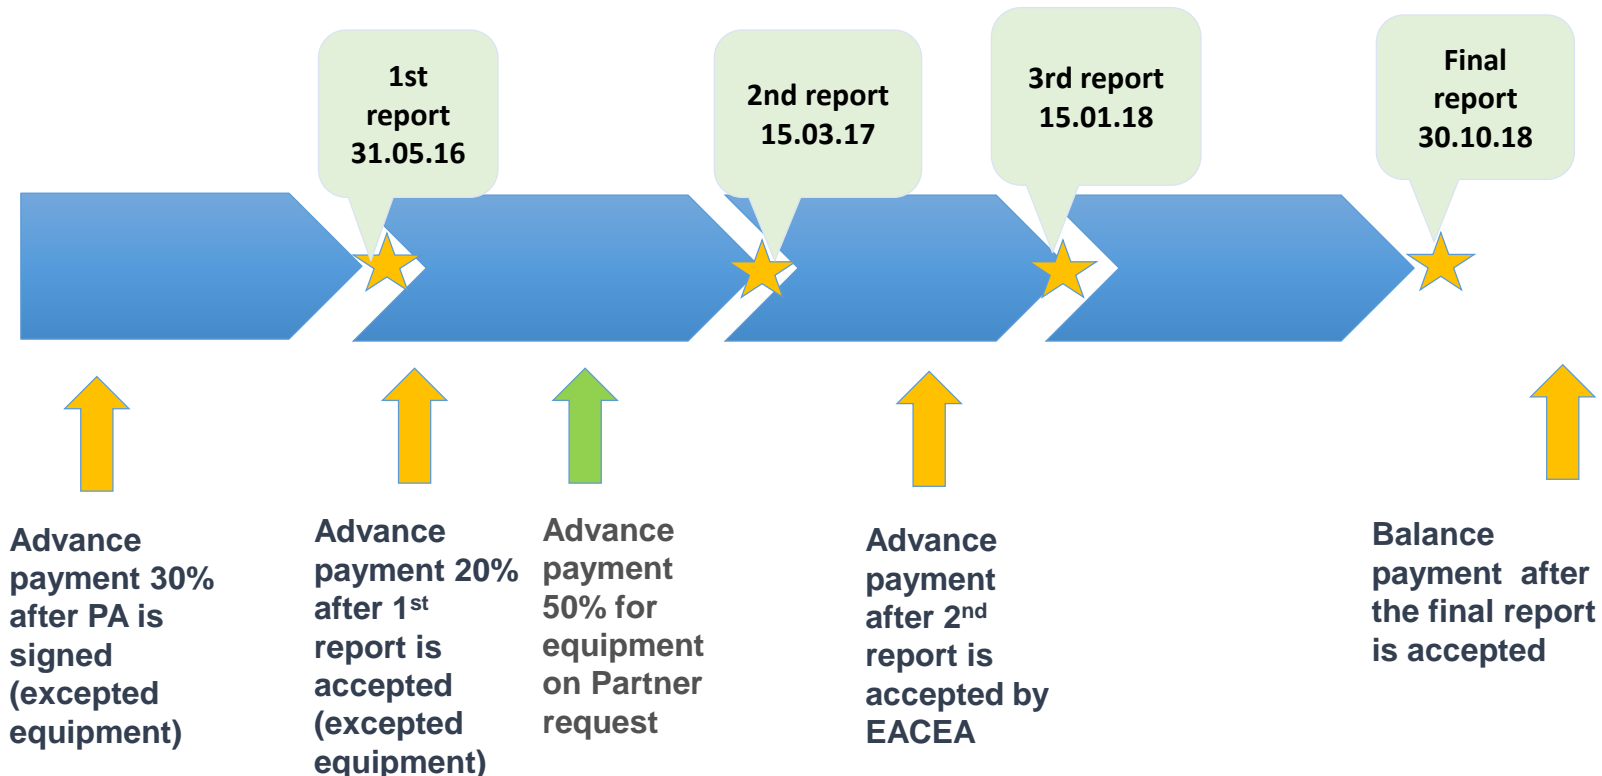 1st
report
31.05.16
2nd report
15.03.17
3rd report
15.01.18
Final
report
30.10.18
Advance
payment 30%
after PA is
signed
(excepted
equipment)
Advance
payment 20%
after 1st
report is
accepted
(excepted
equipment)
Advance
payment
50% for
equipment
on Partner
request
Advance
payment
after 2nd
report is
accepted by
EACEA
Balance
payment after
the final report
is accepted